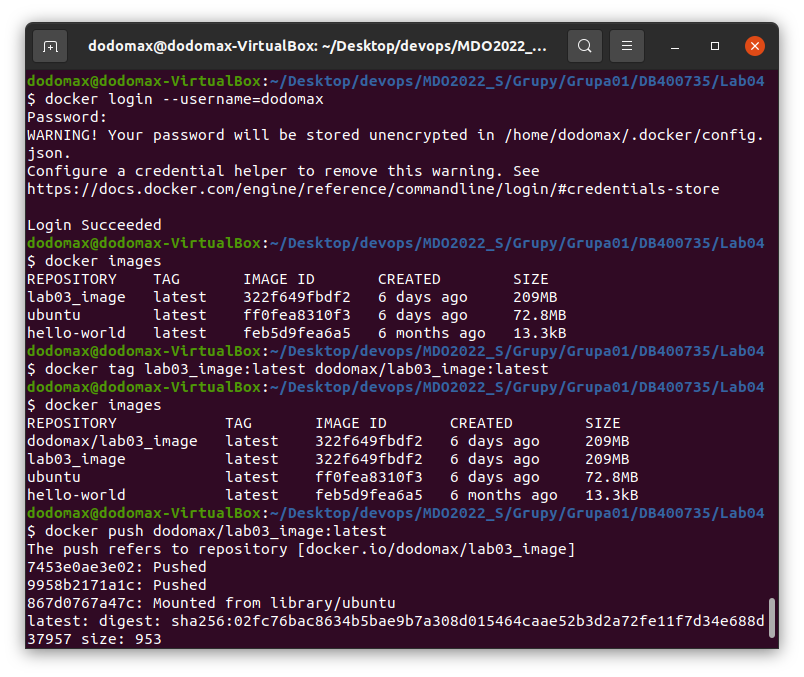 dodomax@dodomax-VirtualBox: ~/Desktop/devops/MDO2022_...
dodomax@dodomax-VirtualBox:~/Desktop/devops/MDO2022_S/Grupy/Grupa01/DB400735/Lab04
$ docker login --username=dodomax
Password:
WARNING! Your password will be stored unencrypted in /home/dodomax/.docker/config.
json.
Configure a credential helper to remove this warning. See
https://docs.docker.com/engine/reference/commandline/login/#credentials-store

Login Succeeded
dodomax@dodomax-VirtualBox:~/Desktop/devops/MDO2022_S/Grupy/Grupa01/DB400735/Lab04
$ docker images
REPOSITORY    TAG       IMAGE ID       CREATED        SIZE
lab03_image   latest    322f649fbdf2   6 days ago     209MB
ubuntu        latest    ff0fea8310f3   6 days ago     72.8MB
hello-world   latest    feb5d9fea6a5   6 months ago   13.3kB
dodomax@dodomax-VirtualBox:~/Desktop/devops/MDO2022_S/Grupy/Grupa01/DB400735/Lab04
$ docker tag lab03_image:latest dodomax/lab03_image:latest
dodomax@dodomax-VirtualBox:~/Desktop/devops/MDO2022_S/Grupy/Grupa01/DB400735/Lab04
$ docker images
REPOSITORY            TAG       IMAGE ID       CREATED        SIZE
dodomax/lab03_image   latest    322f649fbdf2   6 days ago     209MB
lab03_image           latest    322f649fbdf2   6 days ago     209MB
ubuntu                latest    ff0fea8310f3   6 days ago     72.8MB
hello-world           latest    feb5d9fea6a5   6 months ago   13.3kB
dodomax@dodomax-VirtualBox:~/Desktop/devops/MDO2022_S/Grupy/Grupa01/DB400735/Lab04
$ docker push dodomax/lab03_image:latest
The push refers to repository [docker.io/dodomax/lab03_image]
7453e0ae3e02: Pushed
9958b2171a1c: Pushed
867d0767a47c: Mounted from library/ubuntu
latest: digest: sha256:02fc76bac8634b5bae9b7a308d015464caae52b3d2a72fe11f7d34e688d
37957 size: 953